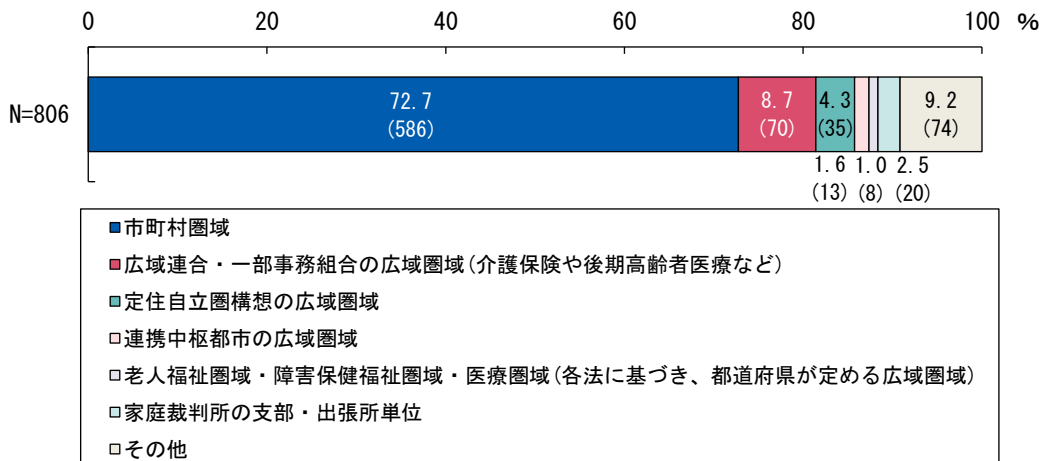 0 20 40 60 80 100 %
N=806
72.7 8.7 4.3 9.2
(586) (70) (35) (74)
1.6 1.0 2.5
(13) (8) (20)
市町村圏域
広域連合・一部事務組合の広域圏域(介護保険や後期高齢者医療など)
定住自立圏構想の広域圏域
連携中枢都市の広域圏域
老人福祉圏域・障害保健福祉圏域・医療圏域(各法に基づき、都道府県が定める広域圏域)
家庭裁判所の支部・出張所単位
その他